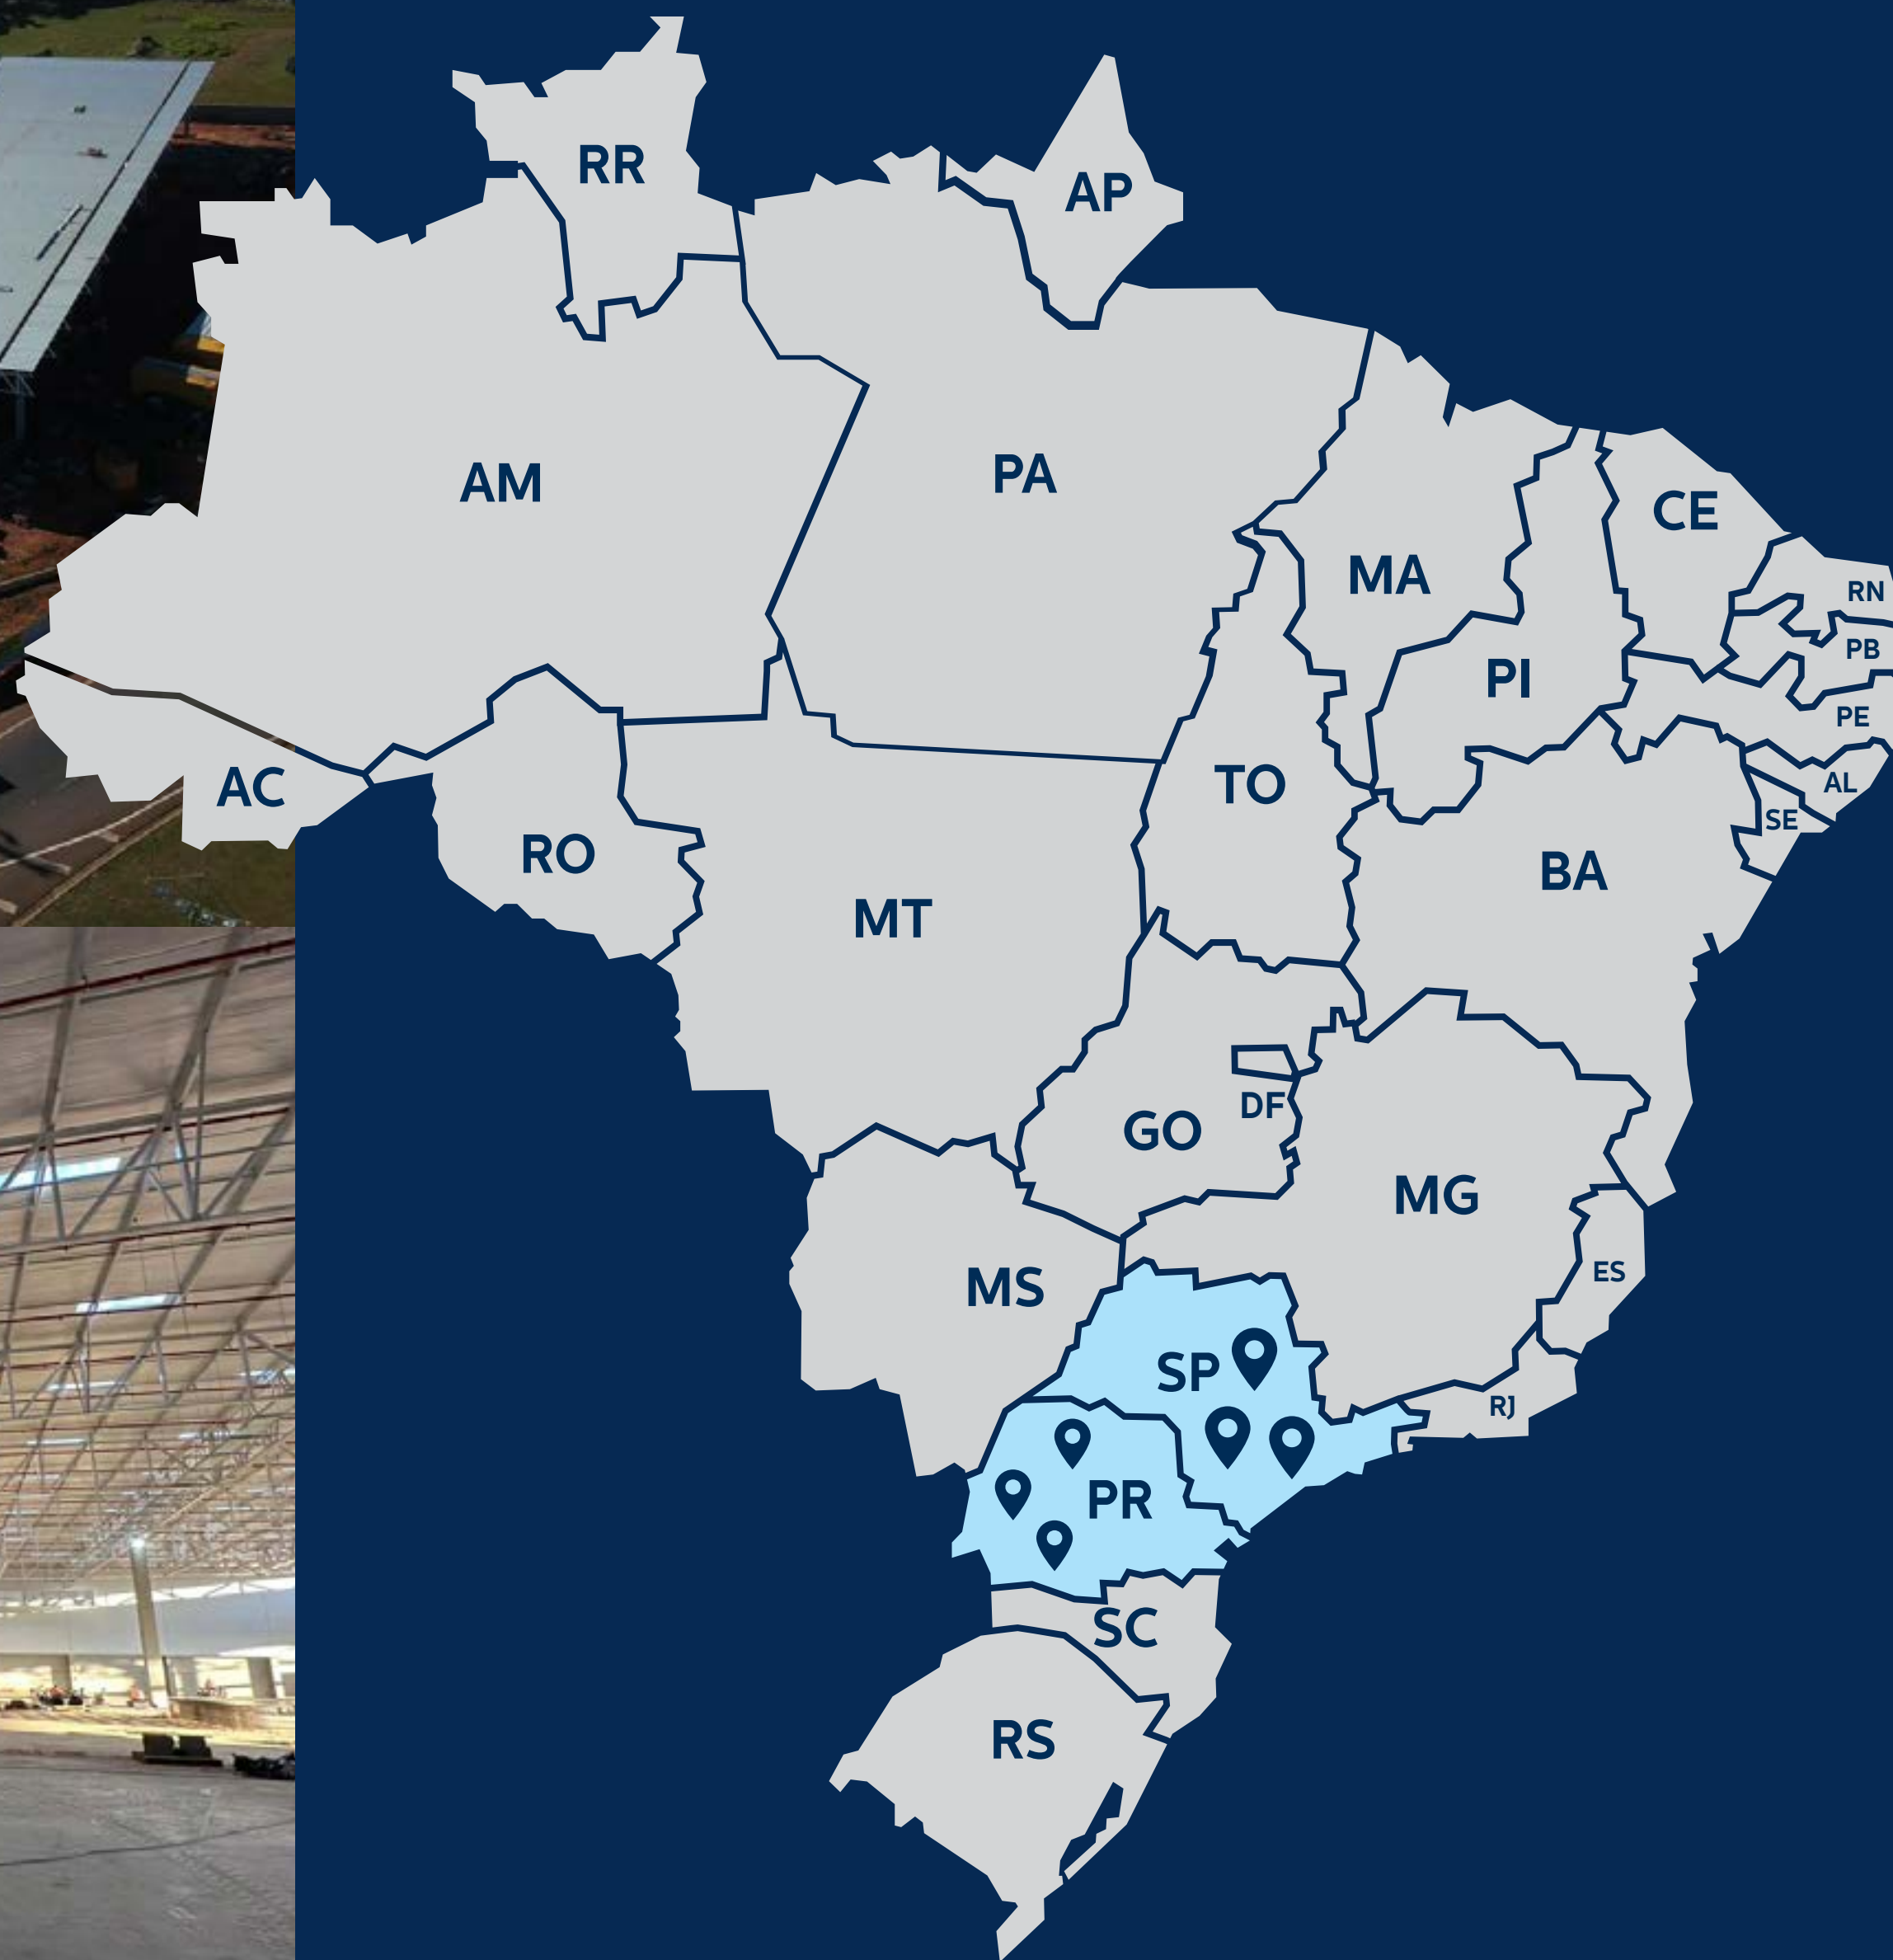 RR
AP
AM
PA
CE
MA
RN
PB
PI
PE
AC
TO
AL
SE
RO
BA
MT
DF
GO
MG
ES
MS
SP
RJ
PR
SC
RS